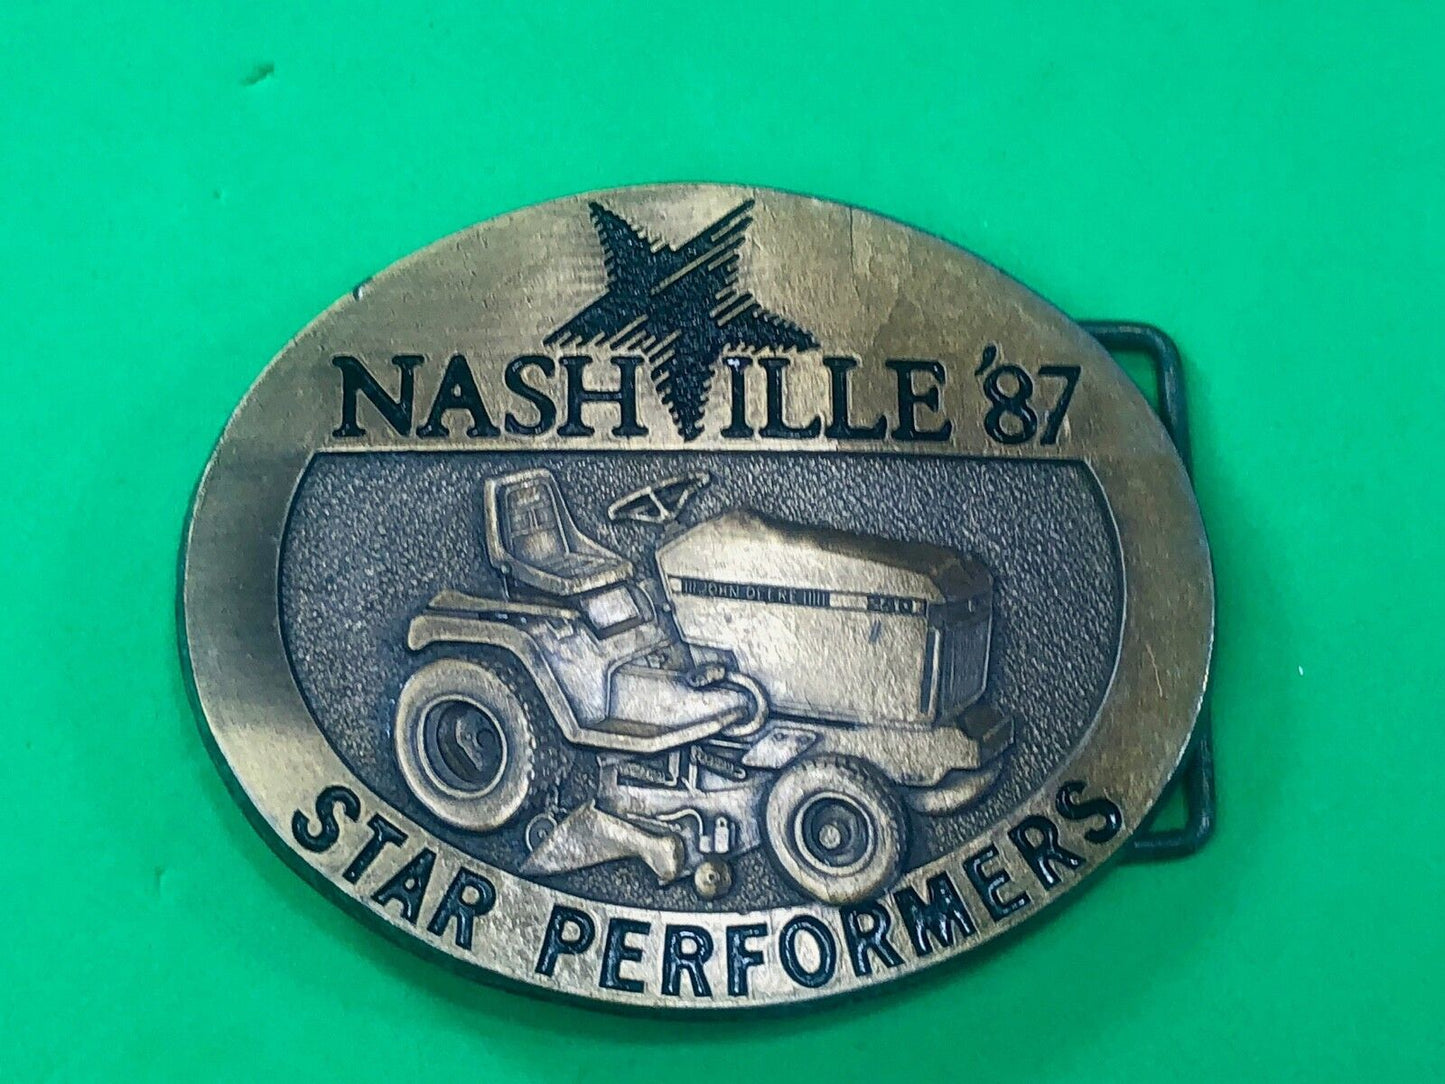 NASHVILLE '87
JOHN DEERE
STAR PERFORMERS